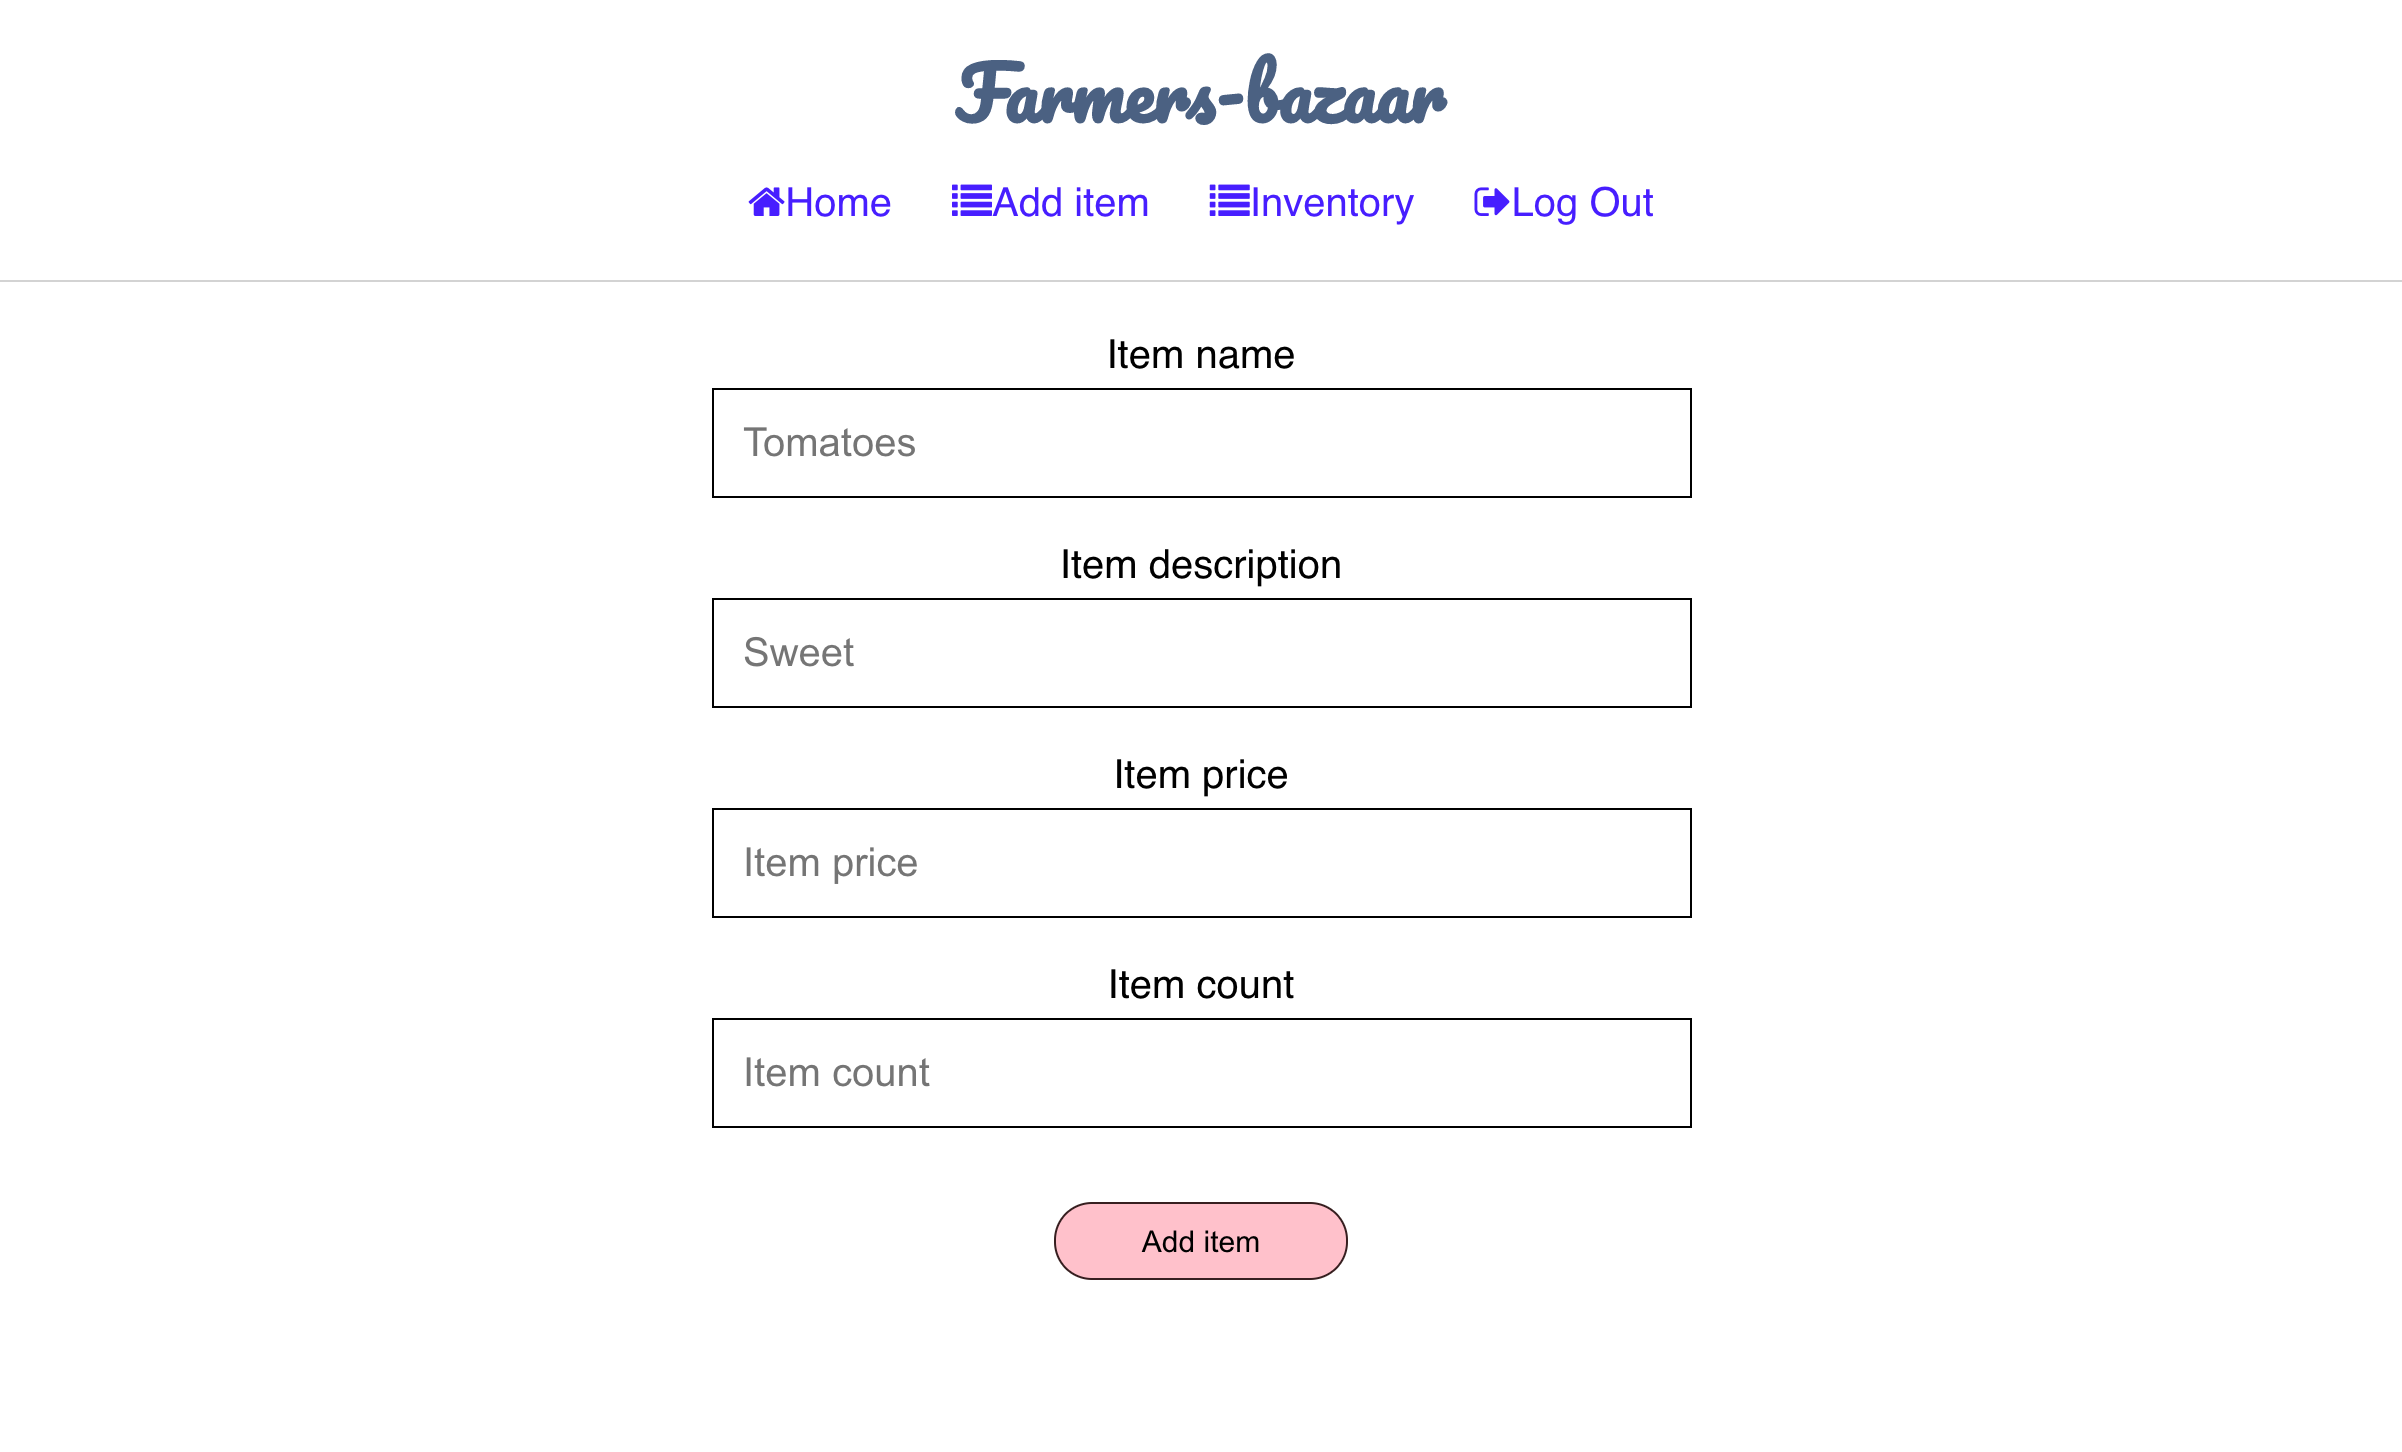 Farmers-bazaar
Home Add item Inventory Log Out
Item name
Tomatoes
Item description
Sweet
Item price
Item price
Item count
Item count
Add item